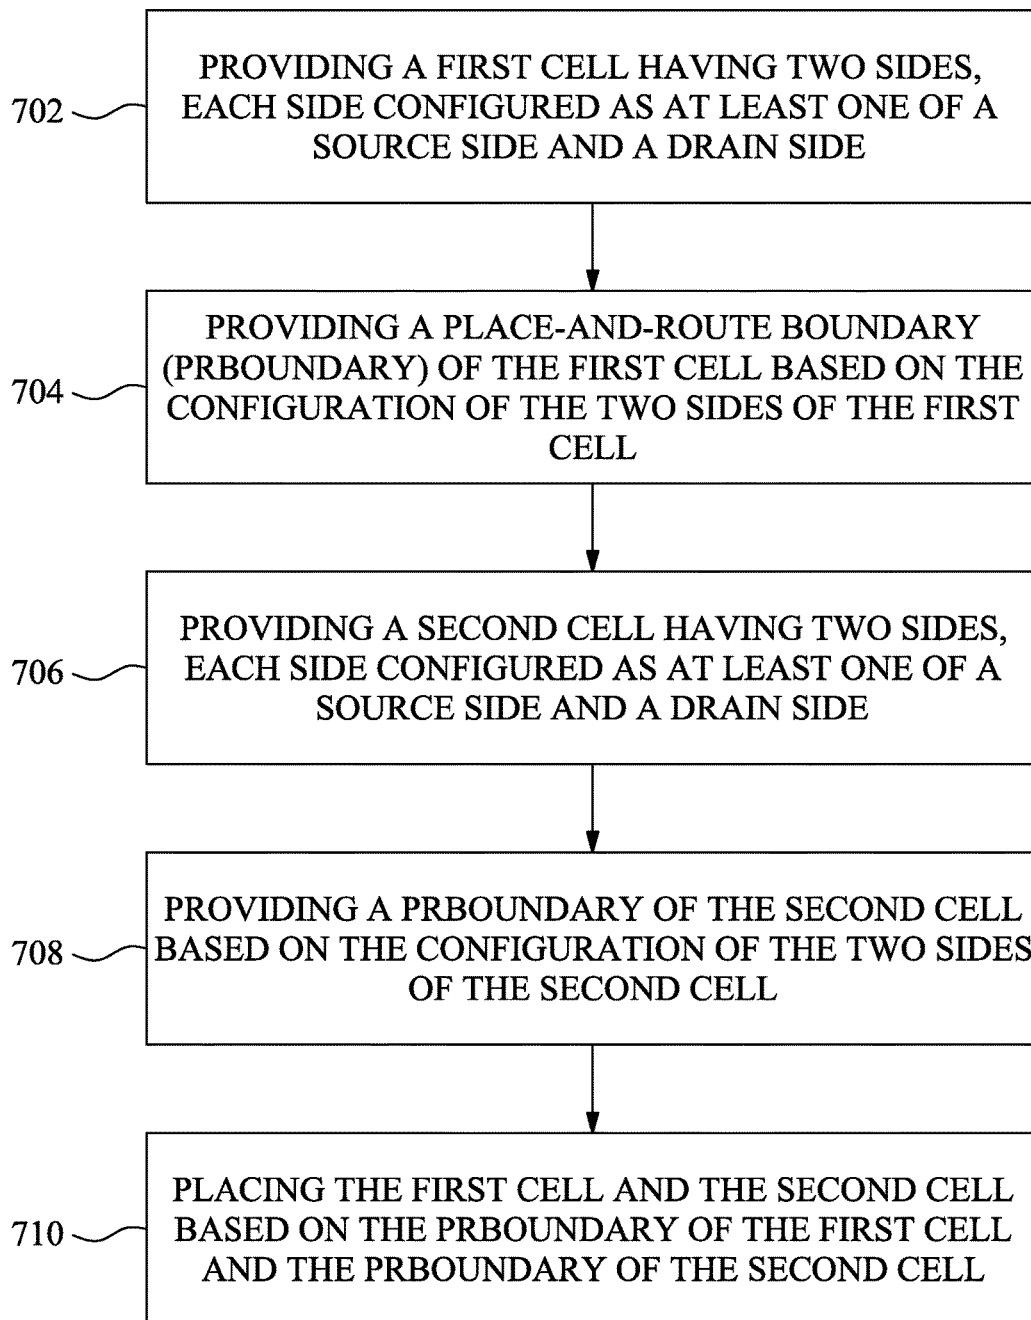 PROVIDING A FIRST CELL HAVING TWO SIDES,
702
EACH SIDE CONFIGURED AS AT LEAST ONE OF A
SOURCE SIDE AND A DRAIN SIDE
PROVIDING A PLACE-AND-ROUTE BOUNDARY
(PRBOUNDARY) OF THE FIRST CELL BASED ON THE
704
CONFIGURATION OF THE TWO SIDES OF THE FIRST
CELL
PROVIDING A SECOND CELL HAVING TWO SIDES,
706
EACH SIDE CONFIGURED AS AT LEAST ONE OF A
SOURCE SIDE AND A DRAIN SIDE
PROVIDING A PRBOUNDARY OF THE SECOND CELL
708
BASED ON THE CONFIGURATION OF THE TWO SIDES
OF THE SECOND CELL
PLACING THE FIRST CELL AND THE SECOND CELL
710
BASED ON THE PRBOUNDARY OF THE FIRST CELL
AND THE PRBOUNDARY OF THE SECOND CELL